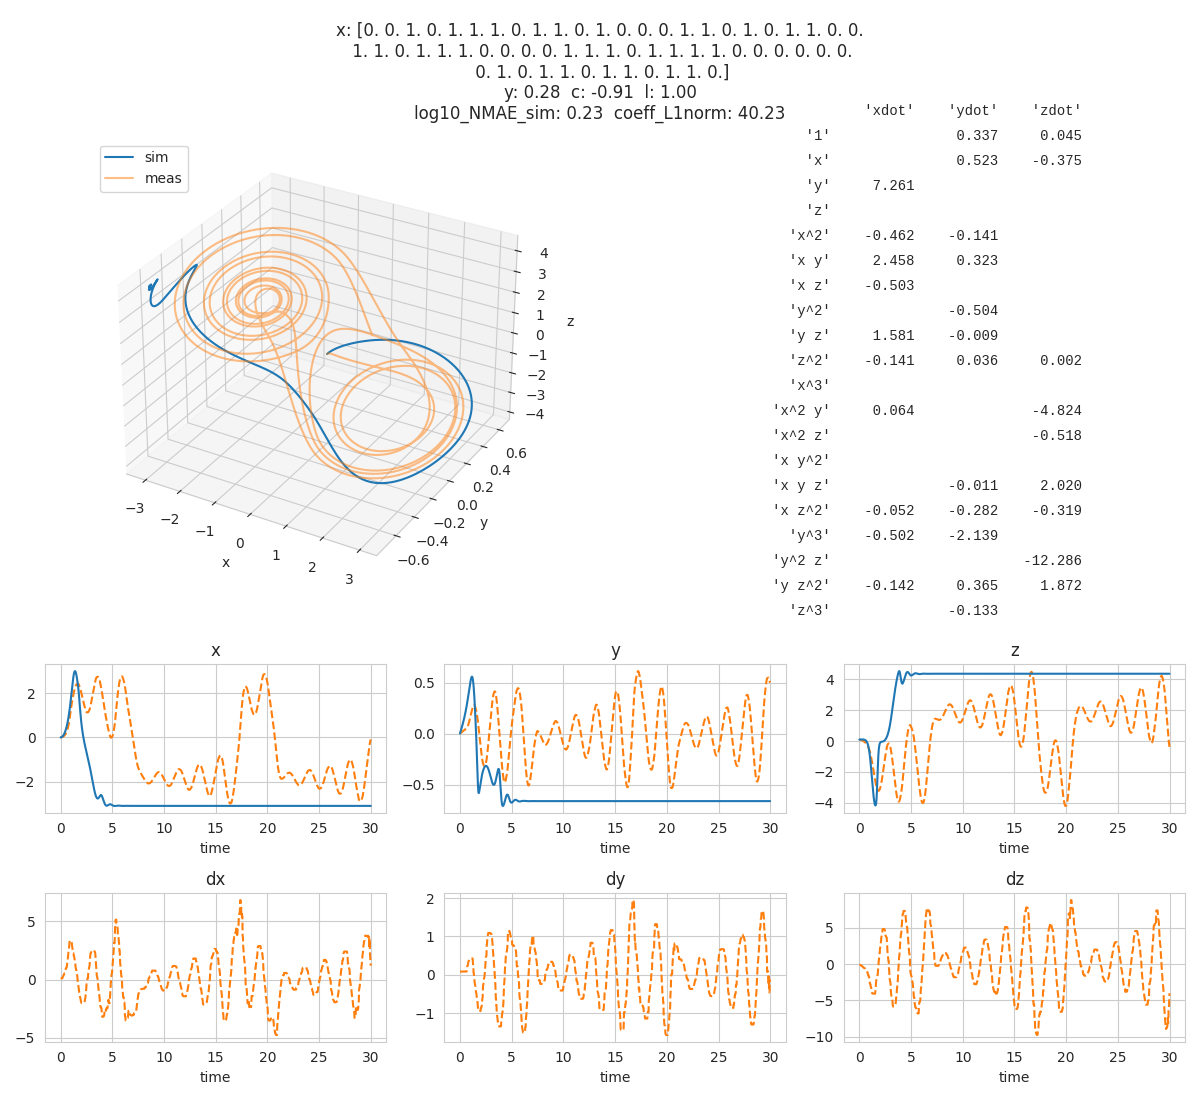 x: [0. 0. 1. 0. 1. 1. 1. 0. 1. 1. 0. 1. 0. 0. 0. 1. 1. 0. 1. 0. 1. 1. 0. 0.
1. 1. 0. 1. 1. 1. 0. 0. 0. 0. 1. 1. 1. 0. 1. 1. 1. 1. 0. 0. 0. 0. 0. 0.
0. 1. 0. 1. 1. 0. 1. 1. 0. 1. 1. 0.]
y: 0.28 c: -0.91 l: 1.00
log10_NMAE_sim: 0.23 coeff_L1norm: 40.23
'xdot' 'ydot' 'zdot'
'1' 0.337 0.045
'x' 0.523 -0.375
'y' 7.261
'z'
'x^2' -0.462 -0.141
'x y' 2.458 0.323
'x z' -0.503
'y^2' -0.504
'y z' 1.581 -0.009
'z^2' -0.141 0.036 0.002
'x^3'
'x^2 y' 0.064 -4.824
'x^2 z' -0.518
'x y^2'
'x y z' -0.011 2.020
'x z^2' -0.052 -0.282 -0.319
'y^3' -0.502 -2.139
'y^2 z' -12.286
'y z^2' -0.142 0.365 1.872
'z^3' -0.133
sim
meas
4
3
2
1
0
−1
−2
−3
−4
z
0.6
0.4
0.2
0.0
−0.2
−0.4
−0.6
y
−3
−2
−1
0
1
2
3
x
x
2
0
−2
0 5 10 15 20 25 30
time
y
0.5
0.0
−0.5
0 5 10 15 20 25 30
time
z
4
2
0
−2
−4
0 5 10 15 20 25 30
time
dx
5
0
−5
0 5 10 15 20 25 30
time
dy
2
1
0
−1
0 5 10 15 20 25 30
time
dz
5
0
−5
−10
0 5 10 15 20 25 30
time